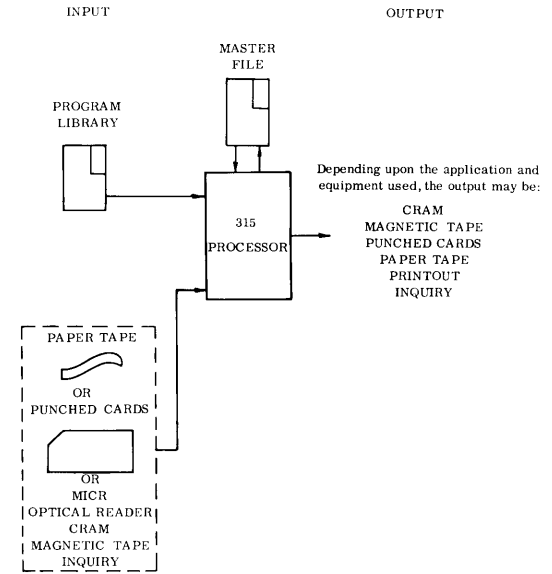 INPUT
OUTPUT
MASTER
FILE
PROGRAM
LIBRARY
Depending upon the application and
equipment used, the output may be:
CRAM
MAGNETIC TAPE
PUNCHED CARDS
PAPER TAPE
PRINTOUT
INQUIRY
315
PROCESSOR
PAPER TAPE
OR
PUNCHED CARDS
OR
MICR
OPTICAL READER
CRAM
MAGNETIC TAPE
INQUIRY